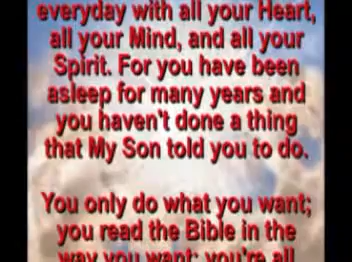 everyday with all your Heart,
all your Mind, and all your
Spirit. For you have been
asleep for many years and
you haven't done a thing
that My Son told you to do.
You only do what you want;
you read the Bible in the
way you want; you're all